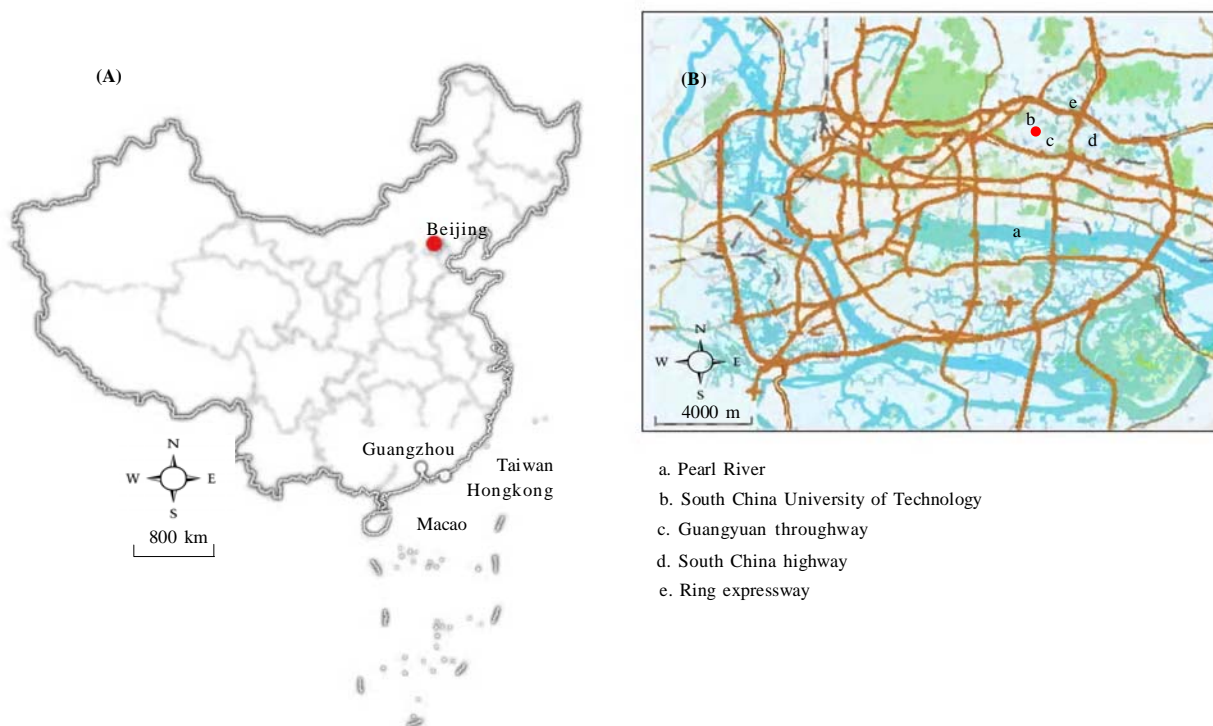 (A)
Beijing
Guangzhou
Taiwan
Hongkong
Macao
N
W E
S
800 km
(B)
e
b
c d
a
N
W E
S
4000 m
a. Pearl River
b. South China University of Technology
c. Guangyuan throughway
d. South China highway
e. Ring expressway